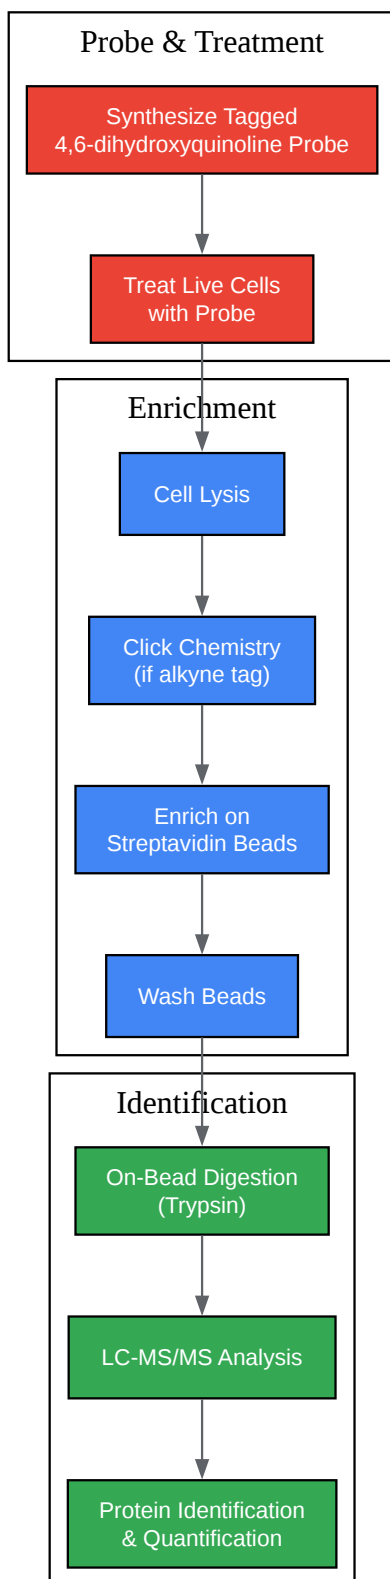 Probe & Treatment
Synthesize Tagged
4,6-dihydroxyquinoline Probe
Treat Live Cells
with Probe
Enrichment
Cell Lysis
Click Chemistry
(if alkyne tag)
Enrich on
Streptavidin Beads
Wash Beads
Identification
On-Bead Digestion
(Trypsin)
LC-MS/MS Analysis
Protein Identification
& Quantification